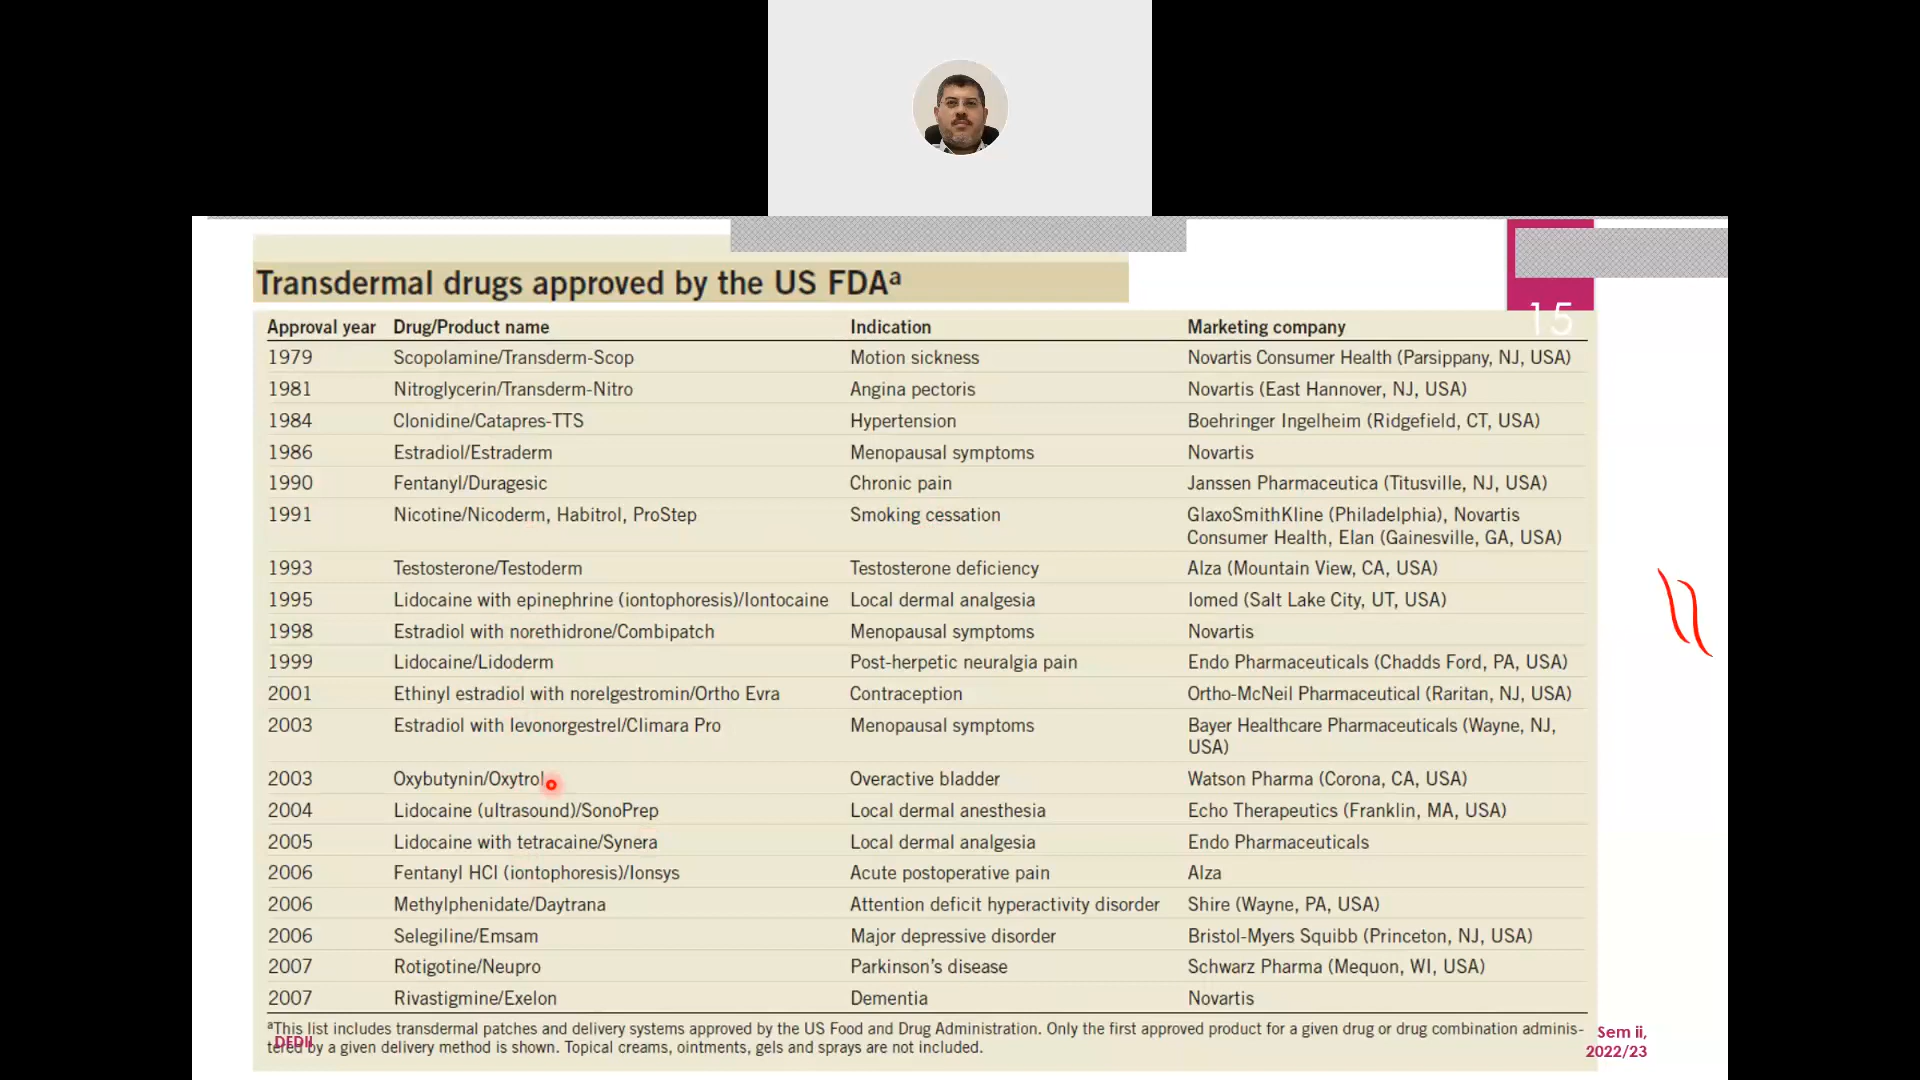 Transdermal drugs approved by the US FDAa
15
Approval year Drug/Product name Indication Marketing company
1979 Scopolamine/Transderm-Scop Motion sickness Novartis Consumer Health (Parsippany, NJ, USA)
1981 Nitroglycerin/Transderm-Nitro Angina pectoris Novartis (East Hannover, NJ, USA)
1984 Clonidine/Catapres-TTS Hypertension Boehringer Ingelheim (Ridgefield, CT, USA)
1986 Estradiol/Estraderm Menopausal symptoms Novartis
1990 Fentanyl/Duragesic Chronic pain Janssen Pharmaceutica (Titusville, NJ, USA)
1991 Nicotine/Nicoderm, Habitrol, ProStep Smoking cessation GlaxoSmithKline (Philadelphia), Novartis
Consumer Health, Elan (Gainesville, GA, USA)
1993 Testosterone/Testoderm Testosterone deficiency Alza (Mountain View, CA, USA)
1995 Lidocaine with epinephrine (iontophoresis)/Iontocaine Local dermal analgesia Iomed (Salt Lake City, UT, USA)
1998 Estradiol with norethidrone/Combipatch Menopausal symptoms Novartis
1999 Lidocaine/Lidoderm Post-herpetic neuralgia pain Endo Pharmaceuticals (Chadds Ford, PA, USA)
2001 Ethinyl estradiol with norelgestromin/Ortho Evra Contraception Ortho-McNeil Pharmaceutical (Raritan, NJ, USA)
2003 Estradiol with levonorgestrel/Climara Pro Menopausal symptoms Bayer Healthcare Pharmaceuticals (Wayne, NJ,
USA)
2003 Oxybutynin/Oxytrol Overactive bladder Watson Pharma (Corona, CA, USA)
2004 Lidocaine (ultrasound)/SonoPrep Local dermal anesthesia Echo Therapeutics (Franklin, MA, USA)
2005 Lidocaine with tetracaine/Synera Local dermal analgesia Endo Pharmaceuticals
2006 Fentanyl HCl (iontophoresis)/Ionsys Acute postoperative pain Alza
2006 Methylphenidate/Daytrana Attention deficit hyperactivity disorder Shire (Wayne, PA, USA)
2006 Selegiline/Emsam Major depressive disorder Bristol-Myers Squibb (Princeton, NJ, USA)
2007 Rotigotine/Neupro Parkinson's disease Schwarz Pharma (Mequon, WI, USA)
2007 Rivastigmine/Exelon Dementia Novartis
aThis list includes transdermal patches and delivery systems approved by the US Food and Drug Administration. Only the first approved product for a given drug or drug combination adminis-
tered by a given delivery method is shown. Topical creams, ointments, gels and sprays are not included.
DFDII
Sem ii,
2022/23